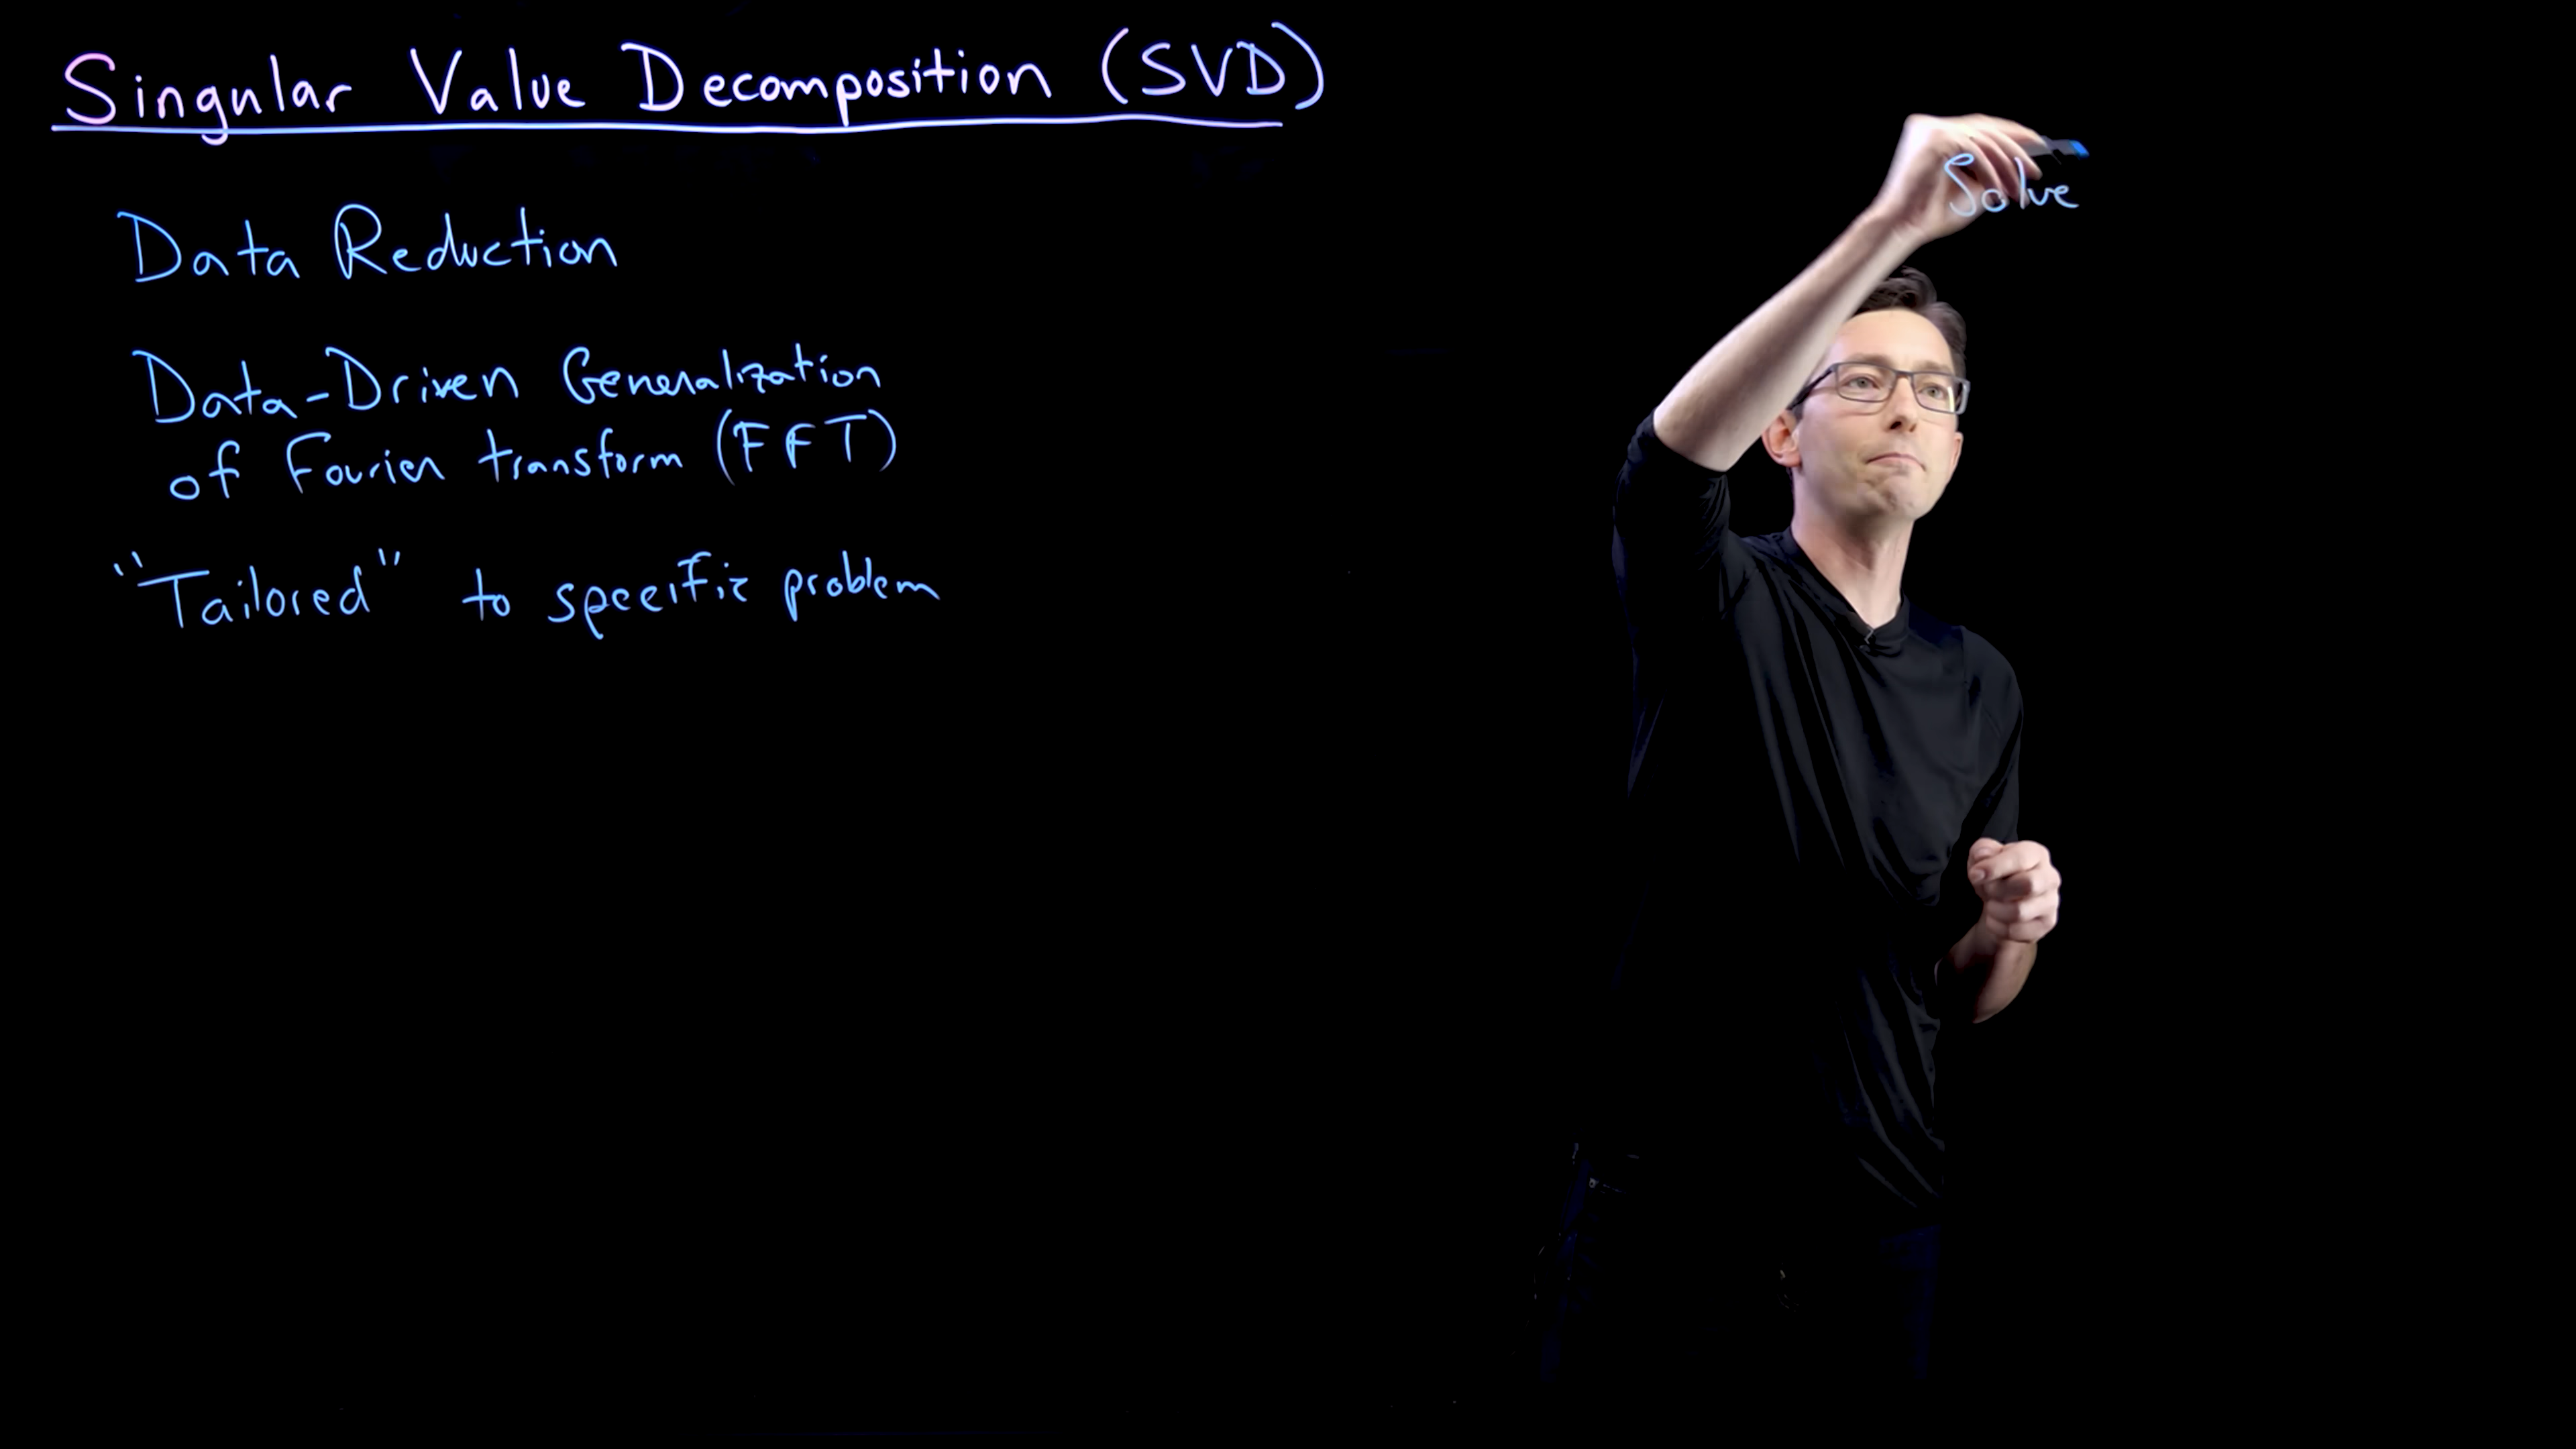 Singular Value Decomposition (SVD)
Data Reduction
Data-Driven Generalization
of Fourier transform (FFT)
"Tailored" to specific problem
Solve